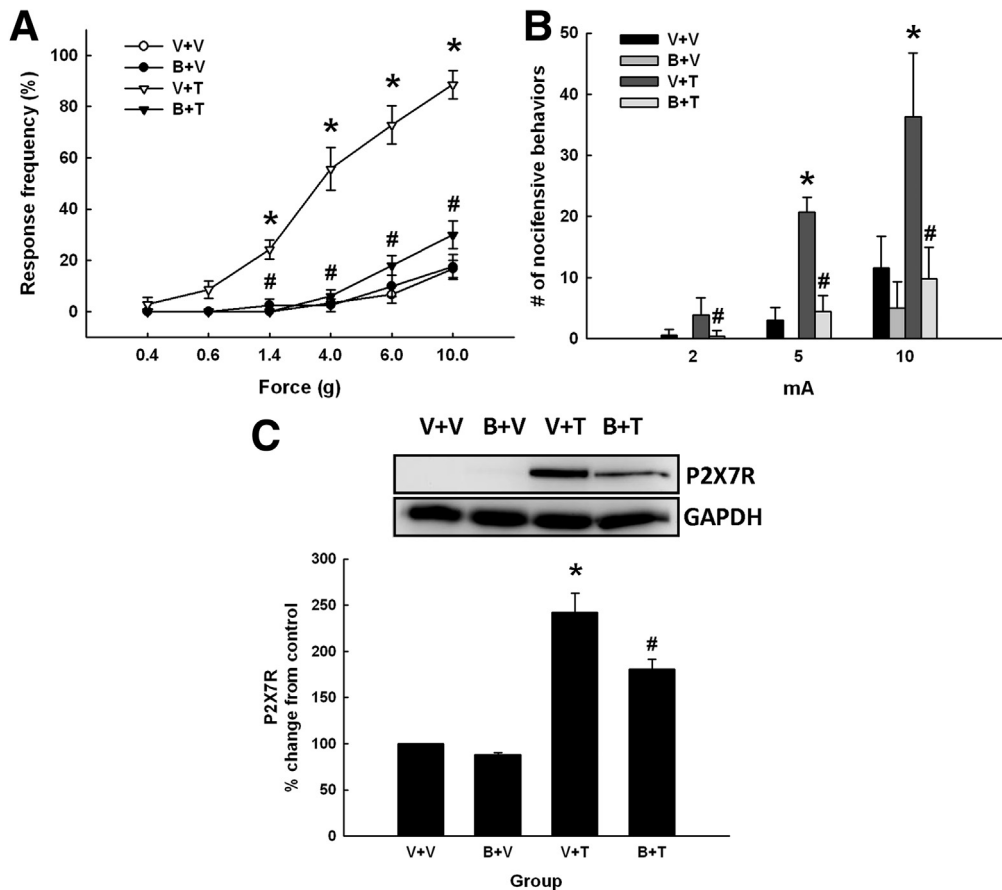 A
V+V
B+V
V+T
B+T
Response frequency (%)
100
80
60
40
20
0
*
*
*
*
#
#
#
#
0.4 0.6 1.4 4.0 6.0 10.0
Force (g)
B
V+V
B+V
V+T
B+T
# of nocifensive behaviors
50
40
30
20
10
0
*
*
#
#
#
2 5 10
mA
C
V+V B+V V+T B+T
P2X7R
GAPDH
P2X7R
% change from control
300
250
200
150
100
50
0
*
#
V+V B+V V+T B+T
Group